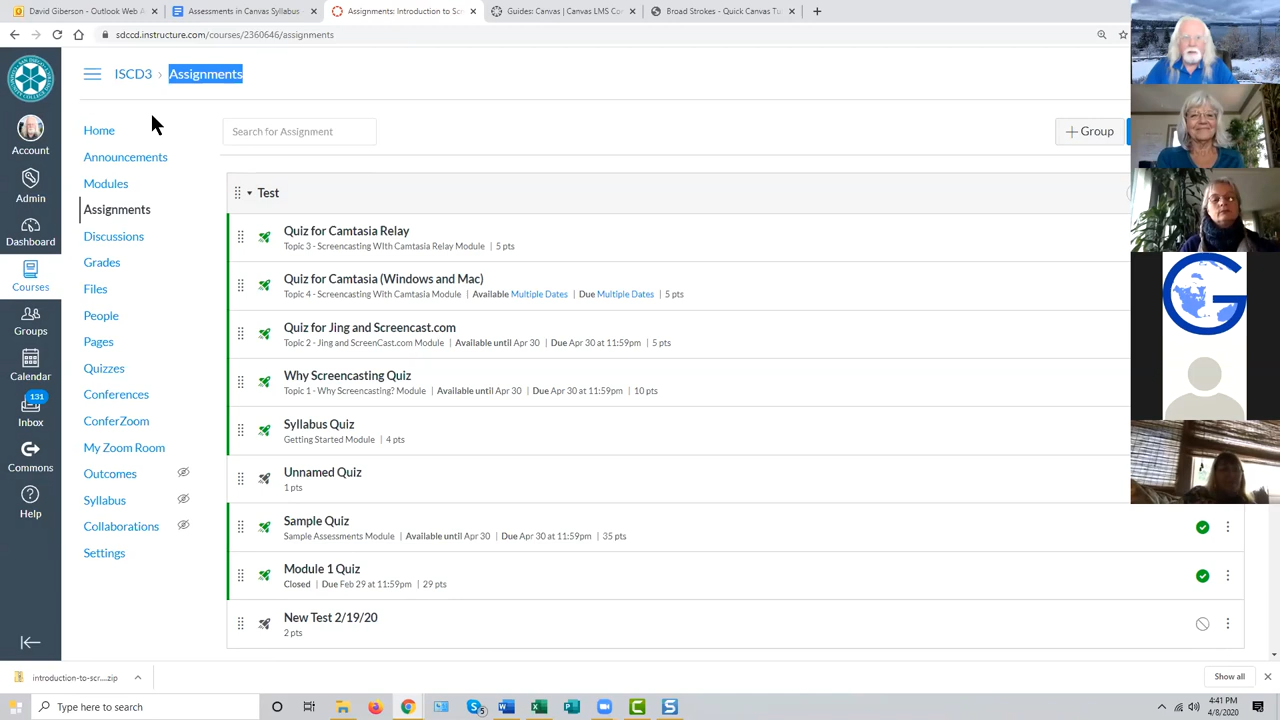 David Giberson - Outlook Web A
Assignments in Canvas Syllabus
Assignments: Introduction to Scr
Guides: Canvas | Canvas LMS Co
Broad Strokes - Quick Canvas Tu
sdccd.instructure.com/courses/2360646/assignments
ISCD3 › Assignments
Account
Admin
Dashboard
Courses
Groups
Calendar
131
Inbox
Commons
Help
Home
Announcements
Modules
Assignments
Discussions
Grades
Files
People
Pages
Quizzes
Conferences
ConferZoom
My Zoom Room
Outcomes
Syllabus
Collaborations
Settings
Search for Assignment
+ Group
Test
Quiz for Camtasia Relay
Topic 3 - Screencasting WIth Camtasia Relay Module | 5 pts
Quiz for Camtasia (Windows and Mac)
Topic 4 - Screencasting With Camtasia Module | Available Multiple Dates | Due Multiple Dates | 5 pts
Quiz for Jing and Screencast.com
Topic 2 - Jing and ScreenCast.com Module | Available until Apr 30 | Due Apr 30 at 11:59pm | 5 pts
Why Screencasting Quiz
Topic 1 - Why Screencasting? Module | Available until Apr 30 | Due Apr 30 at 11:59pm | 10 pts
Syllabus Quiz
Getting Started Module | 4 pts
Unnamed Quiz
1 pts
Sample Quiz
Sample Assessments Module | Available until Apr 30 | Due Apr 30 at 11:59pm | 35 pts
Module 1 Quiz
Closed | Due Feb 29 at 11:59pm | 29 pts
New Test 2/19/20
2 pts
introduction-to-scr....zip
Show all
Type here to search
5
4:41 PM
4/8/2020